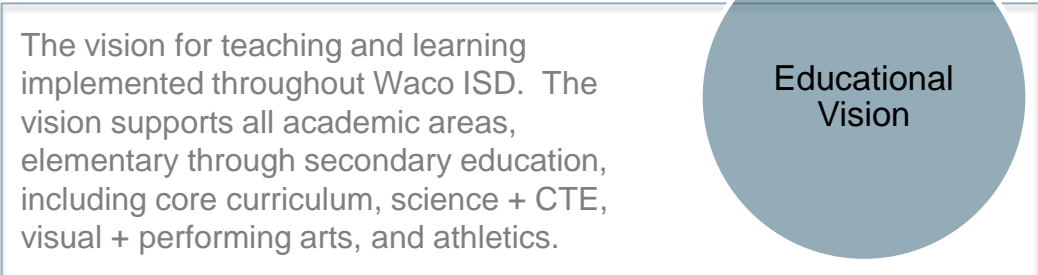 The vision for teaching and learning
implemented throughout Waco ISD.  The
vision supports all academic areas,
elementary through secondary education,
including core curriculum, science + CTE,
visual + performing arts, and athletics.
Educational
Vision